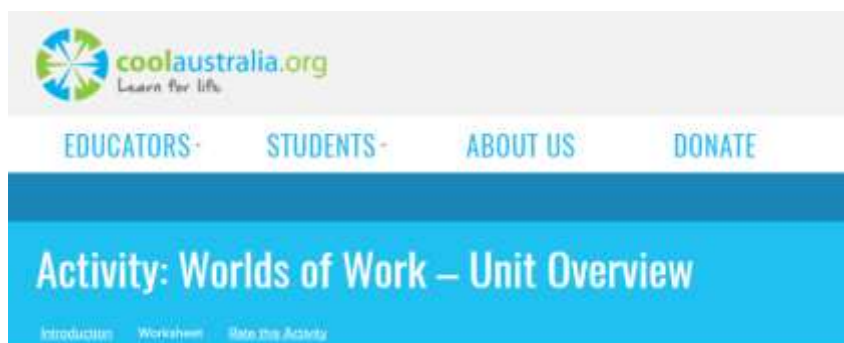 coolaustralia.org
Learn for life.
EDUCATORS STUDENTS ABOUT US DONATE
Activity: Worlds of Work – Unit Overview
Introduction Worksheet Rate this Activity